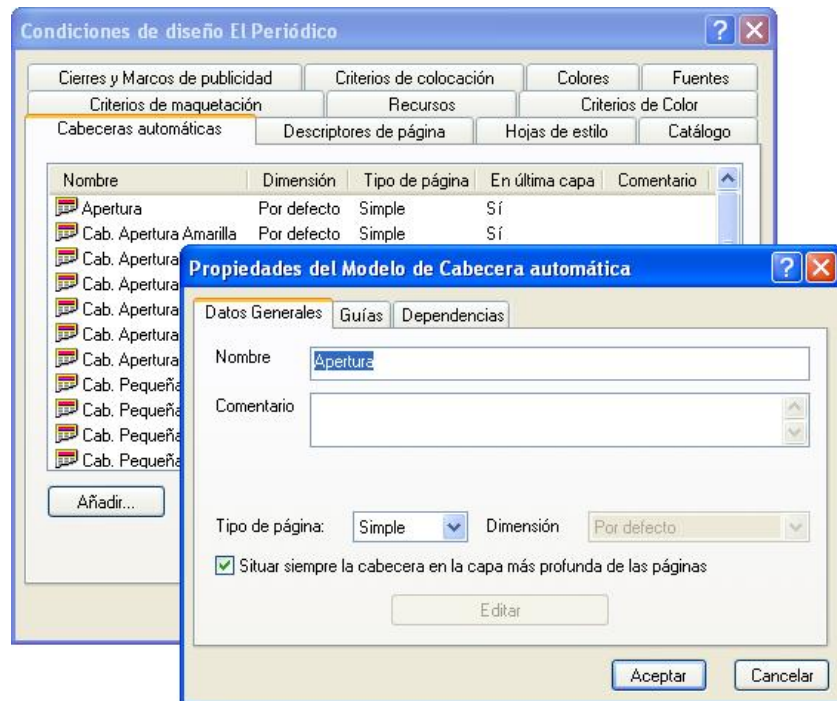 Condiciones de diseño El Periódico
Cierres y Marcos de publicidad Criterios de colocación Colores Fuentes
Criterios de maquetación Recursos Criterios de Color
Cabeceras automáticas Descriptores de página Hojas de estilo Catálogo
Nombre Dimensión Tipo de página En última capa Comentario
Apertura Por defecto Simple Sí
Cab. Apertura Amarilla Por defecto Simple Sí
Cab. Apertura
Cab. Apertura
Cab. Apertura
Cab. Apertura
Cab. Apertura
Cab. Pequeña
Cab. Pequeña
Cab. Pequeña
Cab. Pequeña
Añadir...
Propiedades del Modelo de Cabecera automática
Datos Generales Guías Dependencias
Nombre Apertura
Comentario
Tipo de página: Simple Dimensión Por defecto
Situar siempre la cabecera en la capa más profunda de las páginas
Editar
Aceptar Cancelar